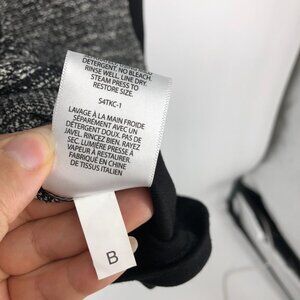 DETERGENT. NO BLEACH.
RINSE WELL. LINE DRY.
STEAM PRESS TO
RESTORE SIZE.
S4TKC-1
LAVAGE À LA MAIN FROIDE
SÉPARÉMENT AVEC UN
DÉTERGENT DOUX. PAS DE
JAVEL. RINCEZ BIEN. RAYEZ
SEC. LUMIÈRE PRESSE À
VAPEUR À RESTAURER.
FABRIQUÉ EN CHINE
DE TISSUS ITALIEN
B